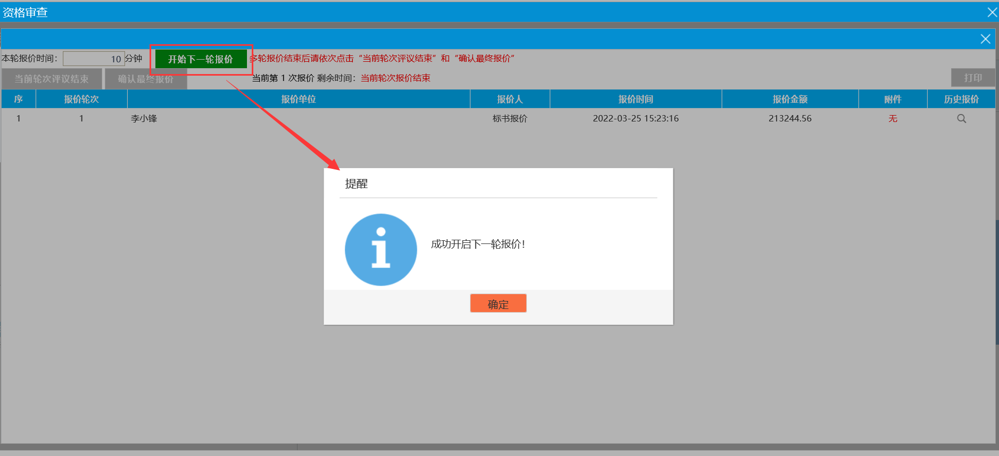 资格审查
本轮报价时间： 10 分钟 开始下一轮报价 多轮报价结束后请依次点击“当前轮次评议结束”和“确认最终报价”
当前轮次评议结束 确认最终报价 当前第 1 次报价 剩余时间：当前轮次报价结束 打印
序 报价轮次 报价单位 报价人 报价时间 报价金额 附件 历史报价
1 1 李小锋 标书报价 2022-03-25 15:23:16 213244.56 无
提醒
成功开启下一轮报价！
确定